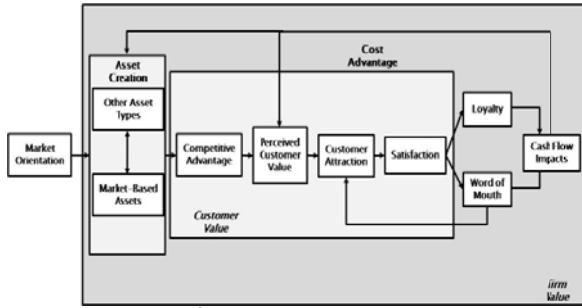 Cost
Advantage
Asset
Creation
Other Asset
Types
Market
Orientation
Market-Based
Assets
Competitive
Advantage
Perceived
Customer
Value
Customer
Attraction
Satisfaction
Loyalty
Word of
Mouth
Cash Flow
Impacts
Customer
Value
Value